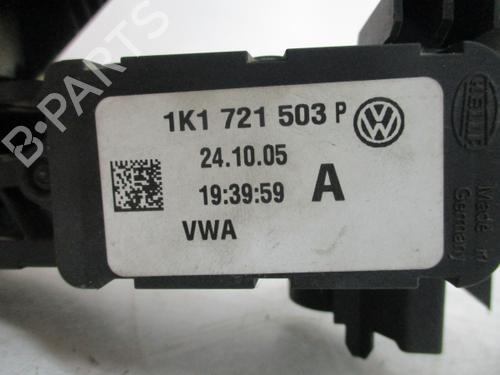 1K1 721 503 P
24.10.05
19:39:59 A
VWA
HELLA
Made in
Germany
B-PARTS